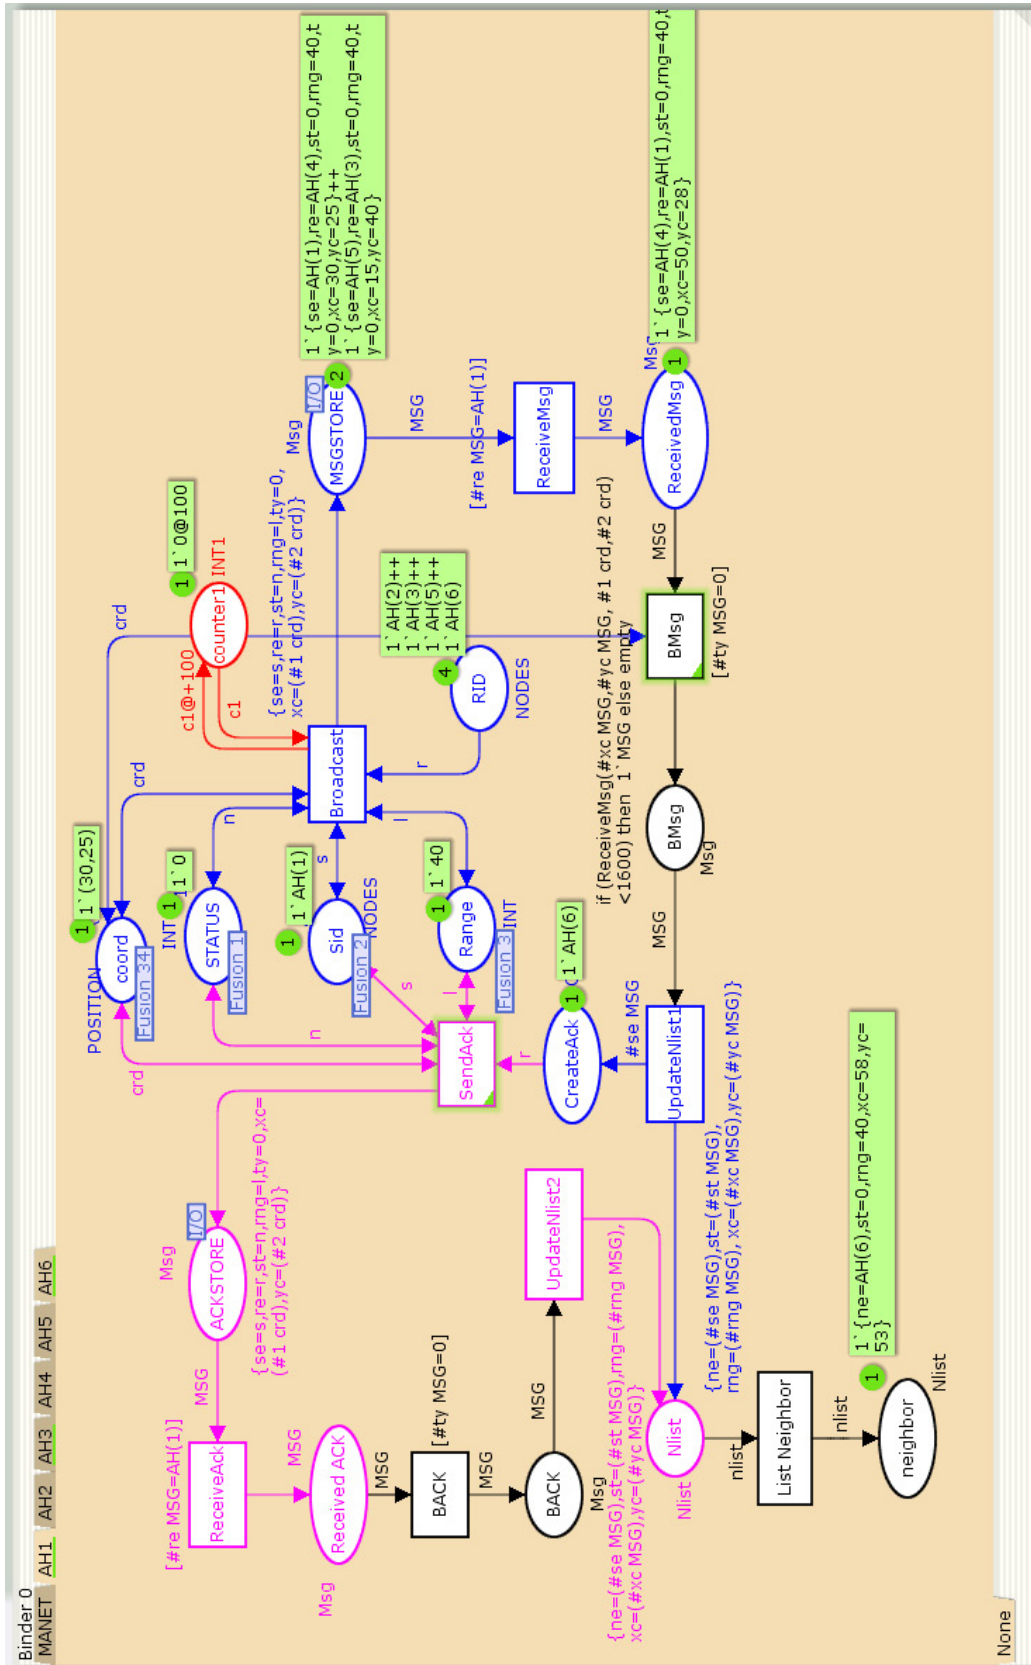 Binder 0
MANET AH1 AH2 AH3 AH4 AH5 AH6
POSITION
coord
Fusion 34
1
1`(30,25)
crd
crd
crd
INT
STATUS
Fusion 1
1
1`0
n
n
Sid
Fusion 2
NODES
1
1`AH(1)
s
s
Range
Fusion 3
INT
1
1`40
l
l
counter1
INT1
1
1`0@100
c1@+100
c1
Broadcast
RID
NODES
4
1`AH(2)++
1`AH(3)++
1`AH(5)++
1`AH(6)
r
{se=s,re=r,st=n,rng=l,ty=0,
xc=(#1 crd),yc=(#2 crd)}
Msg
I/O
MSGSTORE
2
1`{se=AH(1),re=AH(4),st=0,rng=40,t
y=0,xc=30,yc=25}++
1`{se=AH(5),re=AH(3),st=0,rng=40,t
y=0,xc=15,yc=40}
MSG
[#re MSG=AH(1)]
ReceiveMsg
MSG
Msg
ReceivedMsg
1
1`{se=AH(4),re=AH(1),st=0,rng=40,t
y=0,xc=50,yc=28}
MSG
BMsg
[#ty MSG=0]
if (ReceiveMsg(#xc MSG,#yc MSG, #1 crd,#2 crd)
<1600) then 1`MSG else empty
BMsg
Msg
MSG
UpdateNlist1
#se MSG
CreateAck
1
1`AH(6)
r
SendAck
{se=s,re=r,st=n,rng=l,ty=0,xc=
(#1 crd),yc=(#2 crd)}
Msg
I/O
ACKSTORE
MSG
[#re MSG=AH(1)]
ReceiveAck
MSG
Msg
Received ACK
MSG
BACK
[#ty MSG=0]
MSG
BACK
Msg
MSG
UpdateNlist2
{ne=(#se MSG),st=(#st MSG),rng=(#rng MSG),
xc=(#xc MSG),yc=(#yc MSG)}
{ne=(#se MSG),st=(#st MSG),
rng=(#rng MSG), xc=(#xc MSG),yc=(#yc MSG)}
Nlist
Nlist
nlist
List Neighbor
nlist
neighbor
Nlist
1
1`{ne=AH(6),st=0,rng=40,xc=58,yc=
53}
None